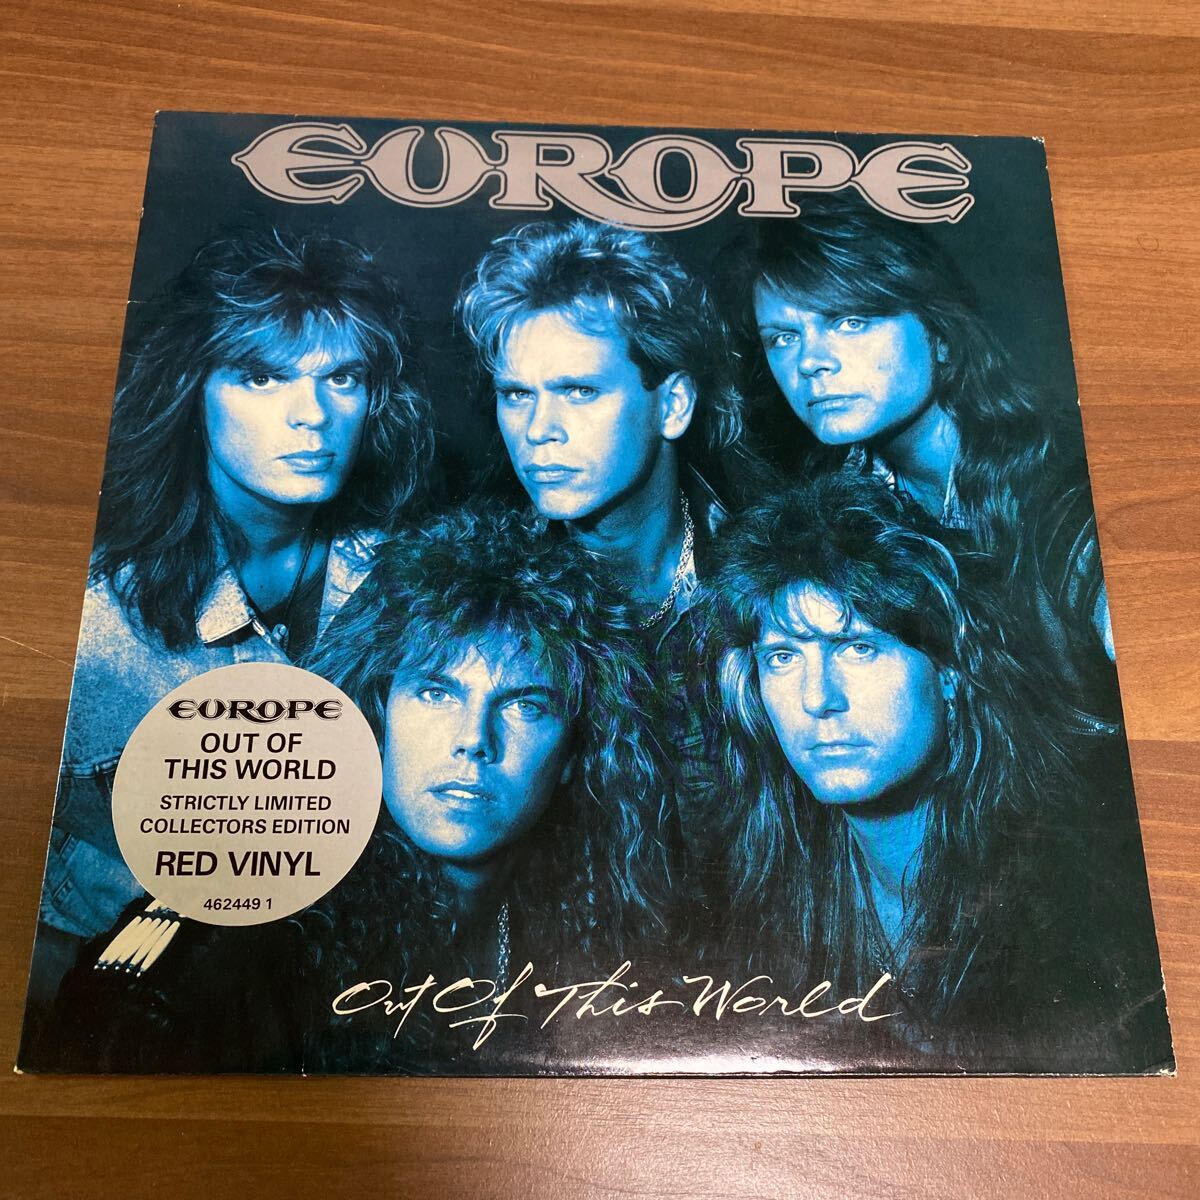 EUROPE
EUROPE
OUT OF
THIS WORLD
STRICTLY LIMITED
COLLECTORS EDITION
RED VINYL
462449 1
Out Of This World